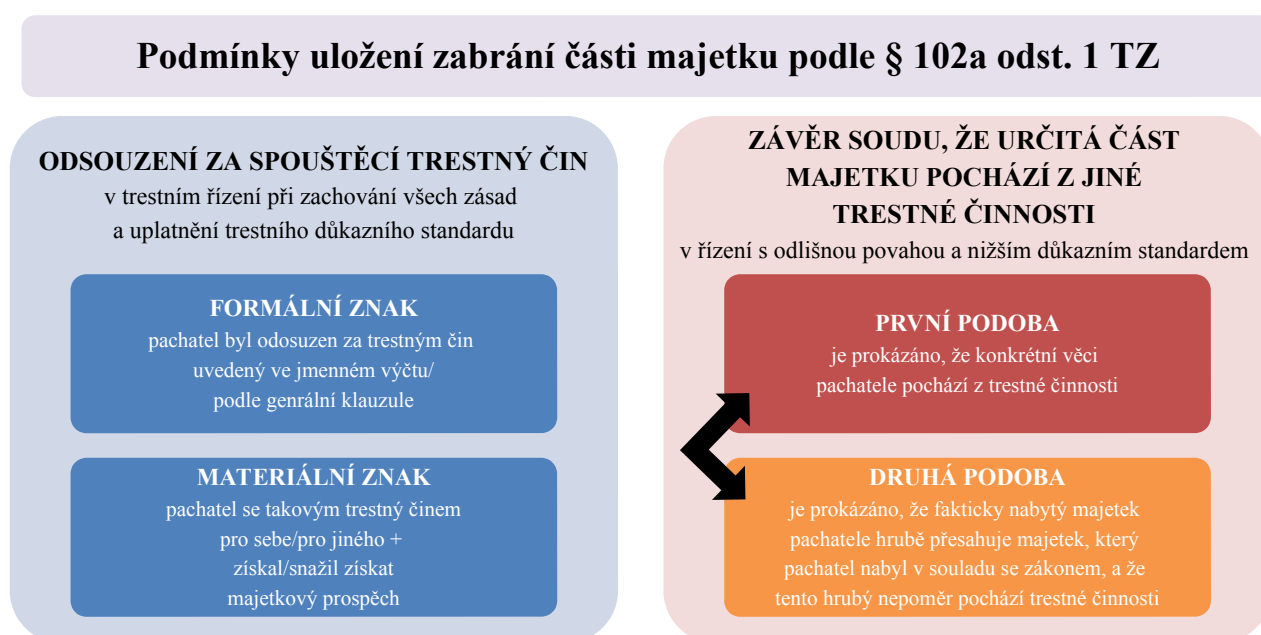 Podmínky uložení zabrání části majetku podle § 102a odst. 1 TZ
ODSOUZENÍ ZA SPOUŠTĚCÍ TRESTNÝ ČIN
v trestním řízení při zachování všech zásad
a uplatnění trestního důkazního standardu
FORMÁLNÍ ZNAK
pachatel byl odosuzen za trestným čin
uvedený ve jmenném výčtu/
podle genrální klauzule
MATERIÁLNÍ ZNAK
pachatel se takovým trestný činem
pro sebe/pro jiného +
získal/snažil získat
majetkový prospěch
ZÁVĚR SOUDU, ŽE URČITÁ ČÁST
MAJETKU POCHÁZÍ Z JINÉ
TRESTNÉ ČINNOSTI
v řízení s odlišnou povahou a nižším důkazním standardem
PRVNÍ PODOBA
je prokázáno, že konkrétní věci
pachatele pochází z trestné činnosti
DRUHÁ PODOBA
je prokázáno, že fakticky nabytý majetek
pachatele hrubě přesahuje majetek, který
pachatel nabyl v souladu se zákonem, a že
tento hrubý nepoměr pochází trestné činnosti